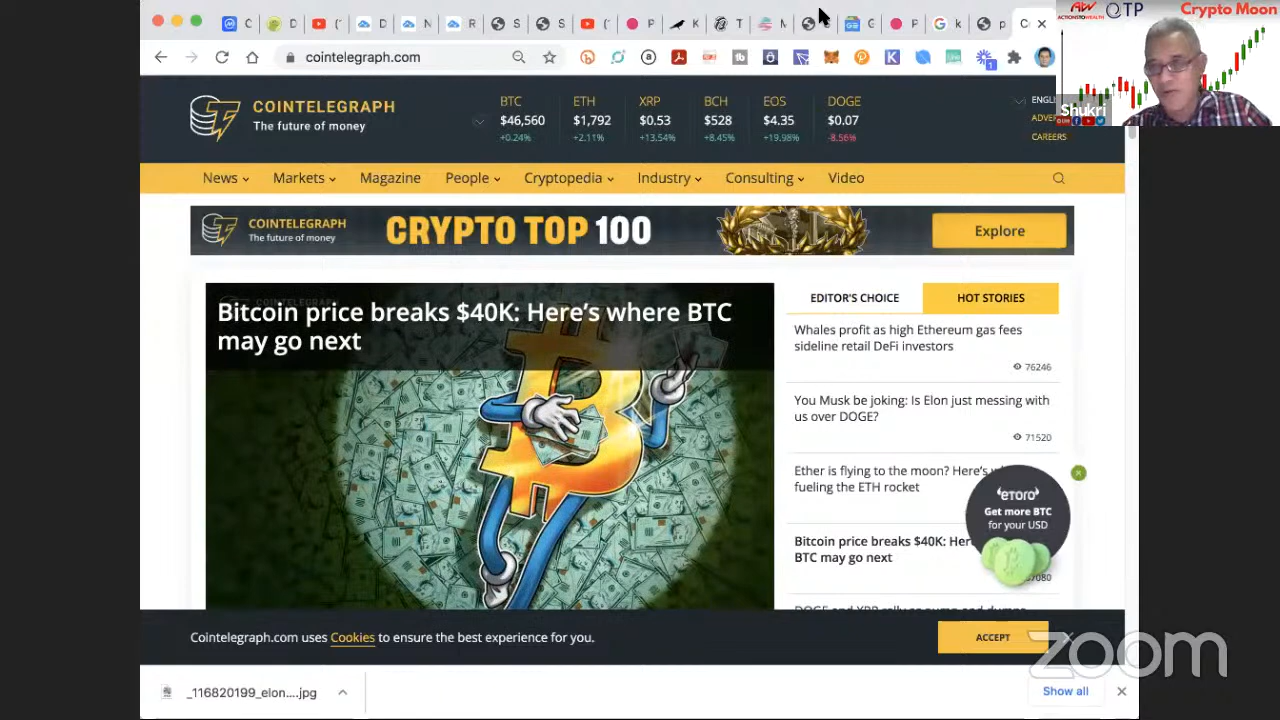 Crypto Moon
AW
ACTIONSTOWEALTH
OTP
cointelegraph.com
Shukri
COINTELEGRAPH
The future of money
BTC
$46,560
+0.24%
ETH
$1,792
+2.11%
XRP
$0.53
+13.54%
BCH
$528
+8.45%
EOS
$4.35
+19.98%
DOGE
$0.07
-8.56%
ENGLI
ADVE
CAREERS
News
Markets
Magazine
People
Cryptopedia
Industry
Consulting
Video
COINTELEGRAPH
The future of money
CRYPTO TOP 100
Explore
Bitcoin price breaks $40K: Here's where BTC
may go next
EDITOR'S CHOICE
HOT STORIES
Whales profit as high Ethereum gas fees
sideline retail DeFi investors
76246
You Musk be joking: Is Elon just messing with
us over DOGE?
71520
Ether is flying to the moon? Here's
fueling the ETH rocket
Bitcoin price breaks $40K: Her
BTC may go next
eToro
Get more BTC
for your USD
Cointelegraph.com uses Cookies to ensure the best experience for you.
ACCEPT
zoom
_116820199_elon....jpg
Show all